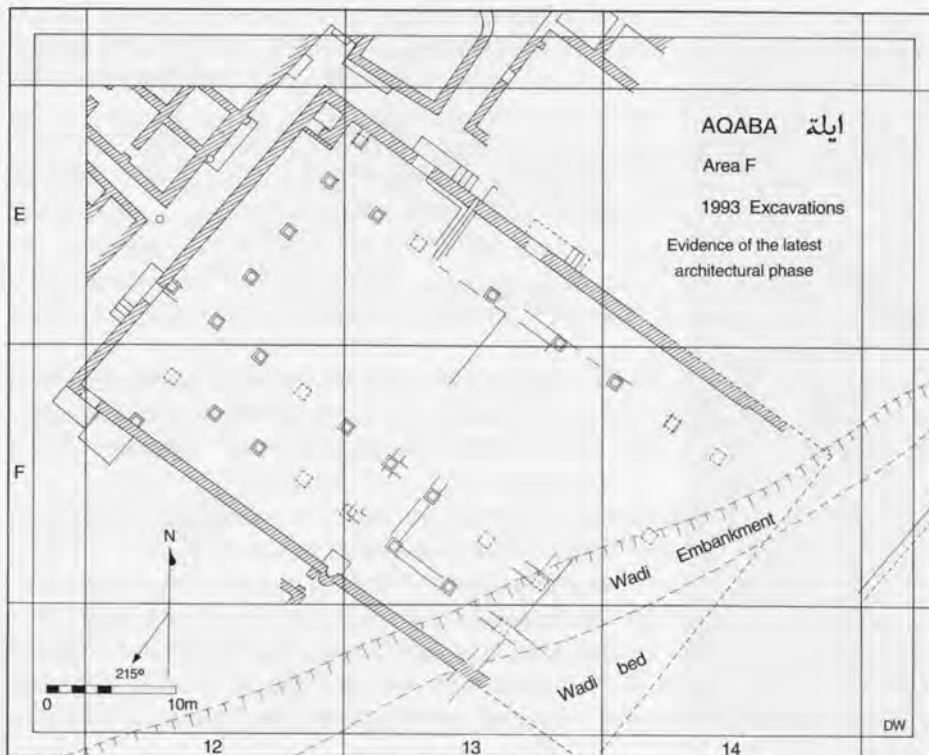 AQABA ايلة
Area F
1993 Excavations
Evidence of the latest
architectural phase
E
F
N
215°
0 10m
Wadi Embankment
Wadi bed
12 13 14
DW